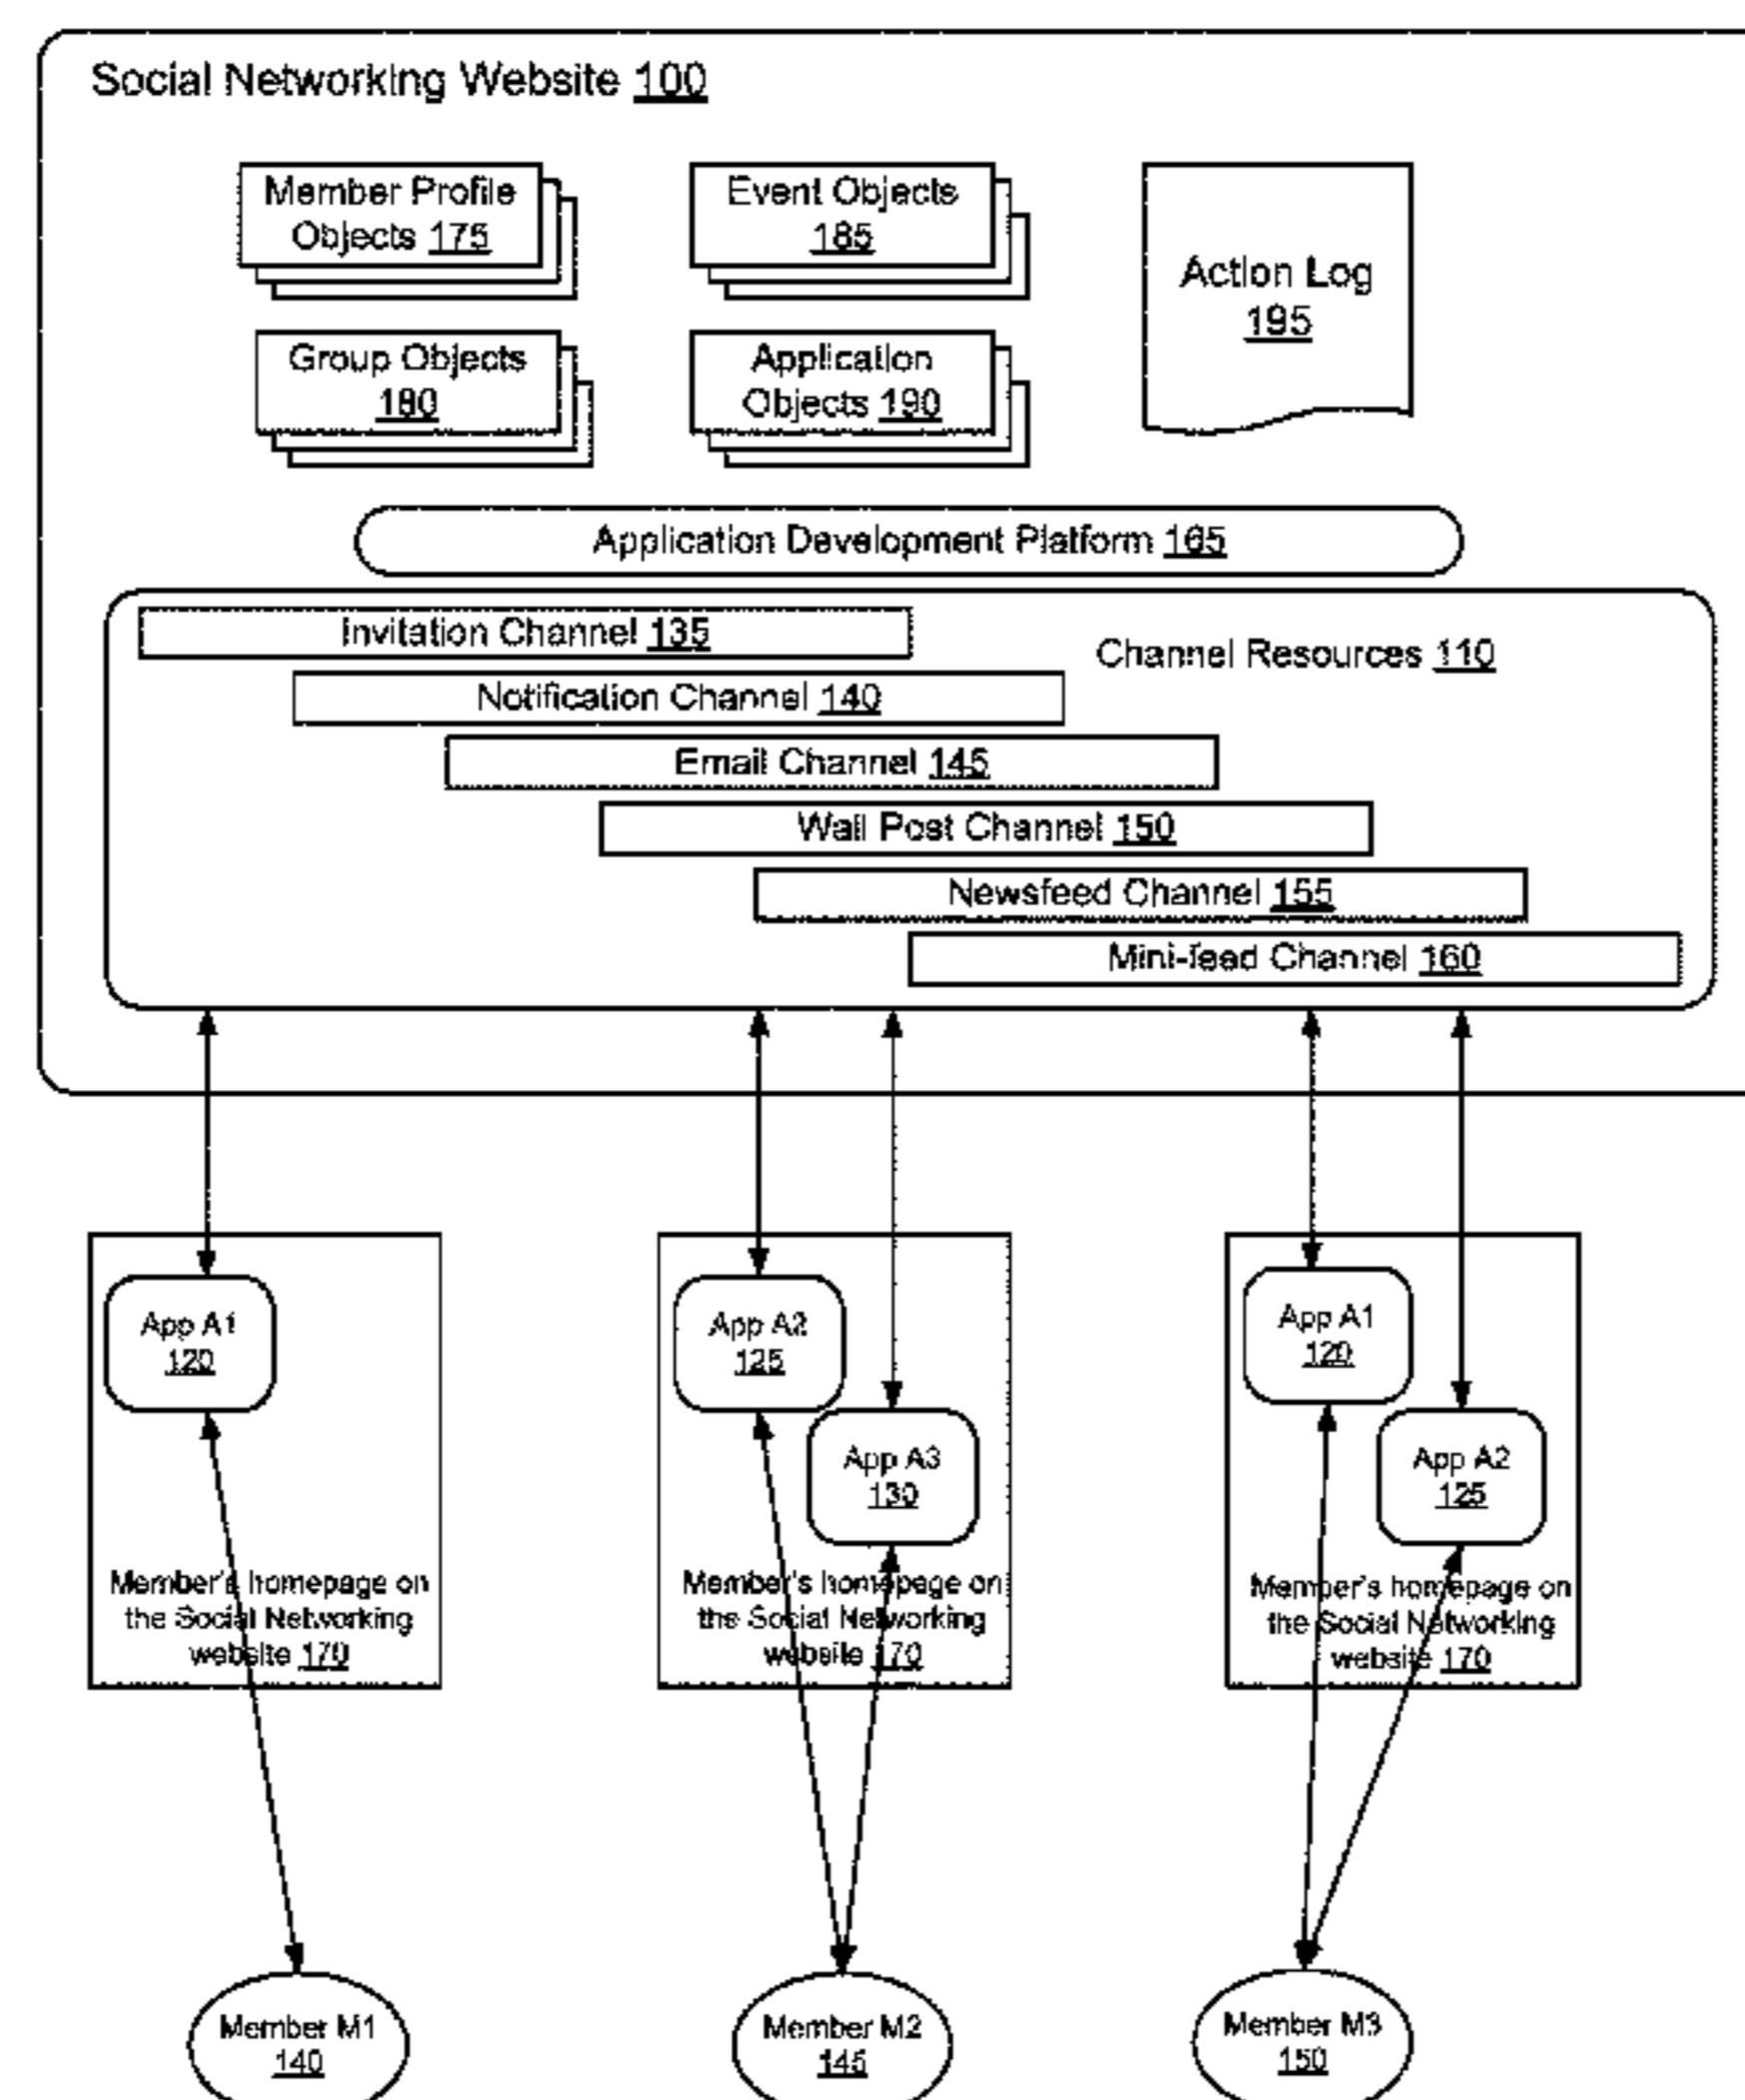 Social Networking Website 100
Member Profile
Objects 175
Event Objects
185
Action Log
195
Group Objects
180
Application
Objects 190
Application Development Platform 165
Invitation Channel 135
Channel Resources 110
Notification Channel 140
Email Channel 145
Wall Post Channel 150
Newsfeed Channel 155
Mini-feed Channel 160
App A1
120
Member's homepage on
the Social Networking
website 170
App A2
125
App A3
130
Member's homepage on
the Social Networking
website 170
App A1
120
App A2
125
Member's homepage on
the Social Networking
website 170
Member M1
140
Member M2
145
Member M3
150